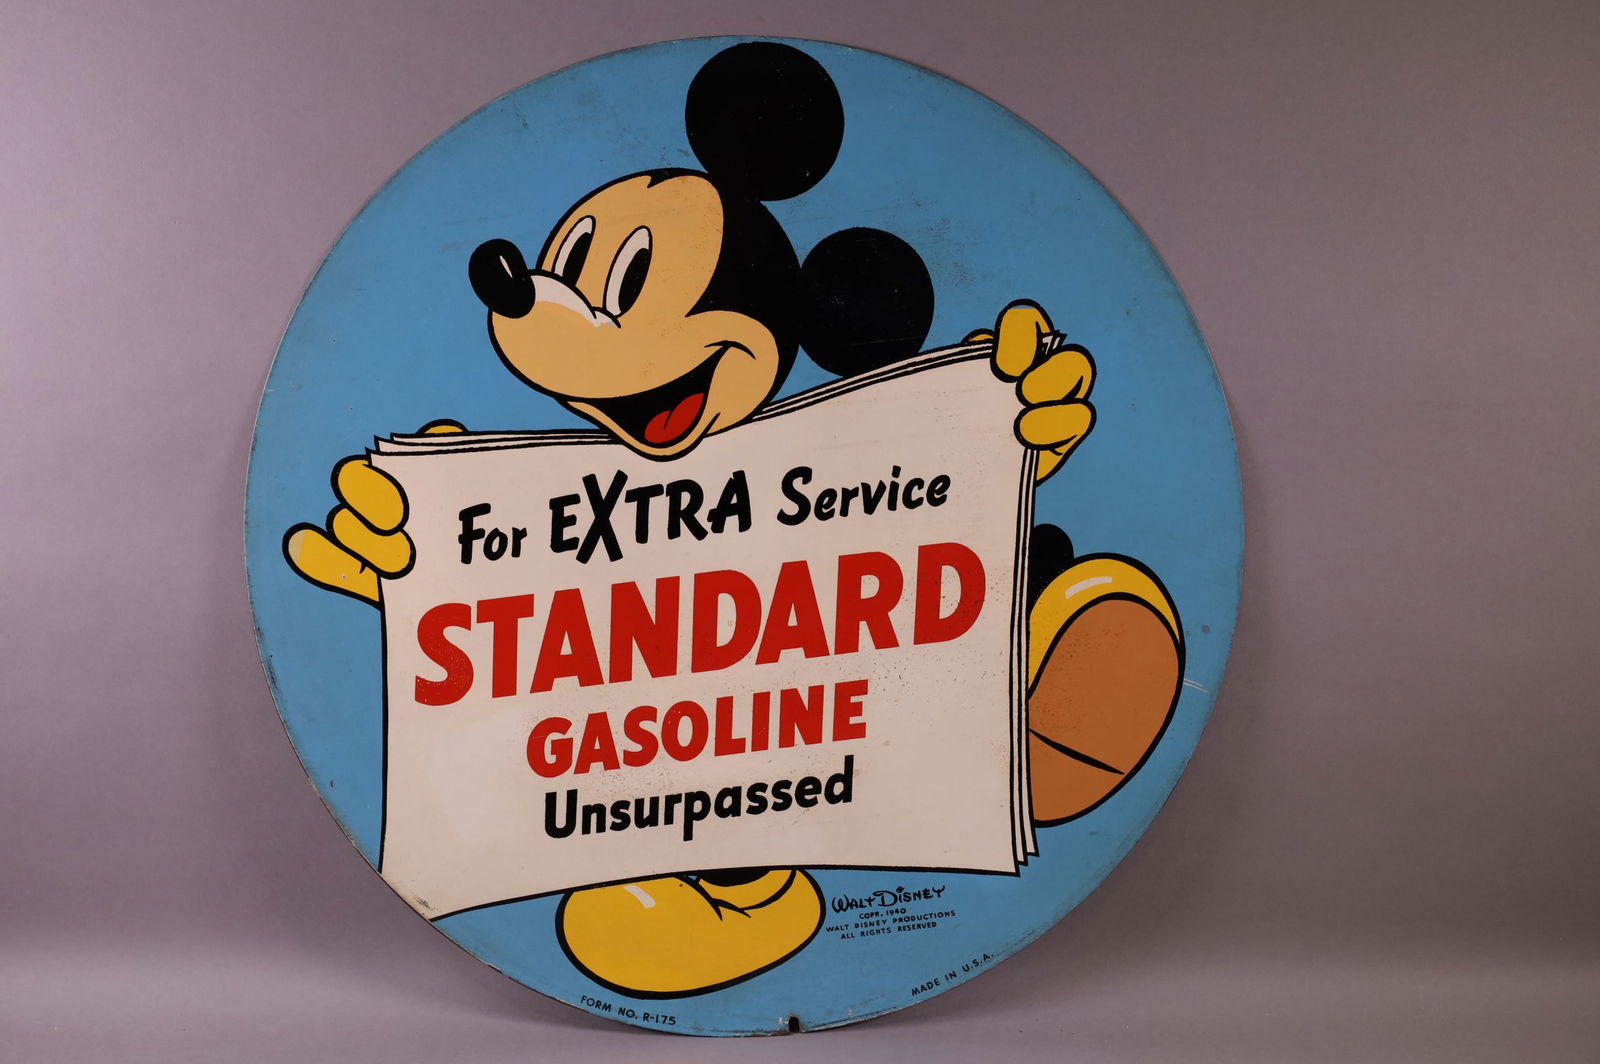 For EXTRA Service
STANDARD
GASOLINE
Unsurpassed
WALT DISNEY
COPR. 1940
WALT DISNEY PRODUCTIONS
ALL RIGHTS RESERVED
FORM NO. R-175
MADE IN U.S.A.